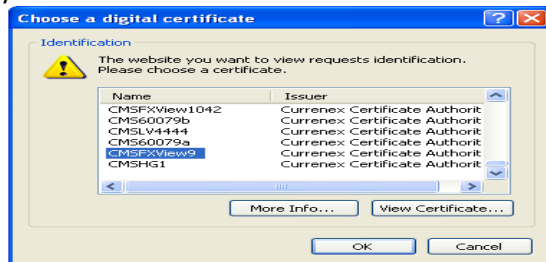 Choose a digital certificate
Identification
The website you want to view requests identification.
Please choose a certificate.
Name Issuer
CMSFXView1042 Currenex Certificate Authorit
CMS60079b Currenex Certificate Authorit
CMSLV4444 Currenex Certificate Authorit
CMS60079a Currenex Certificate Authorit
CMSFXView9 Currenex Certificate Authorit
CMSHG1 Currenex Certificate Authorit
More Info... View Certificate...
OK Cancel